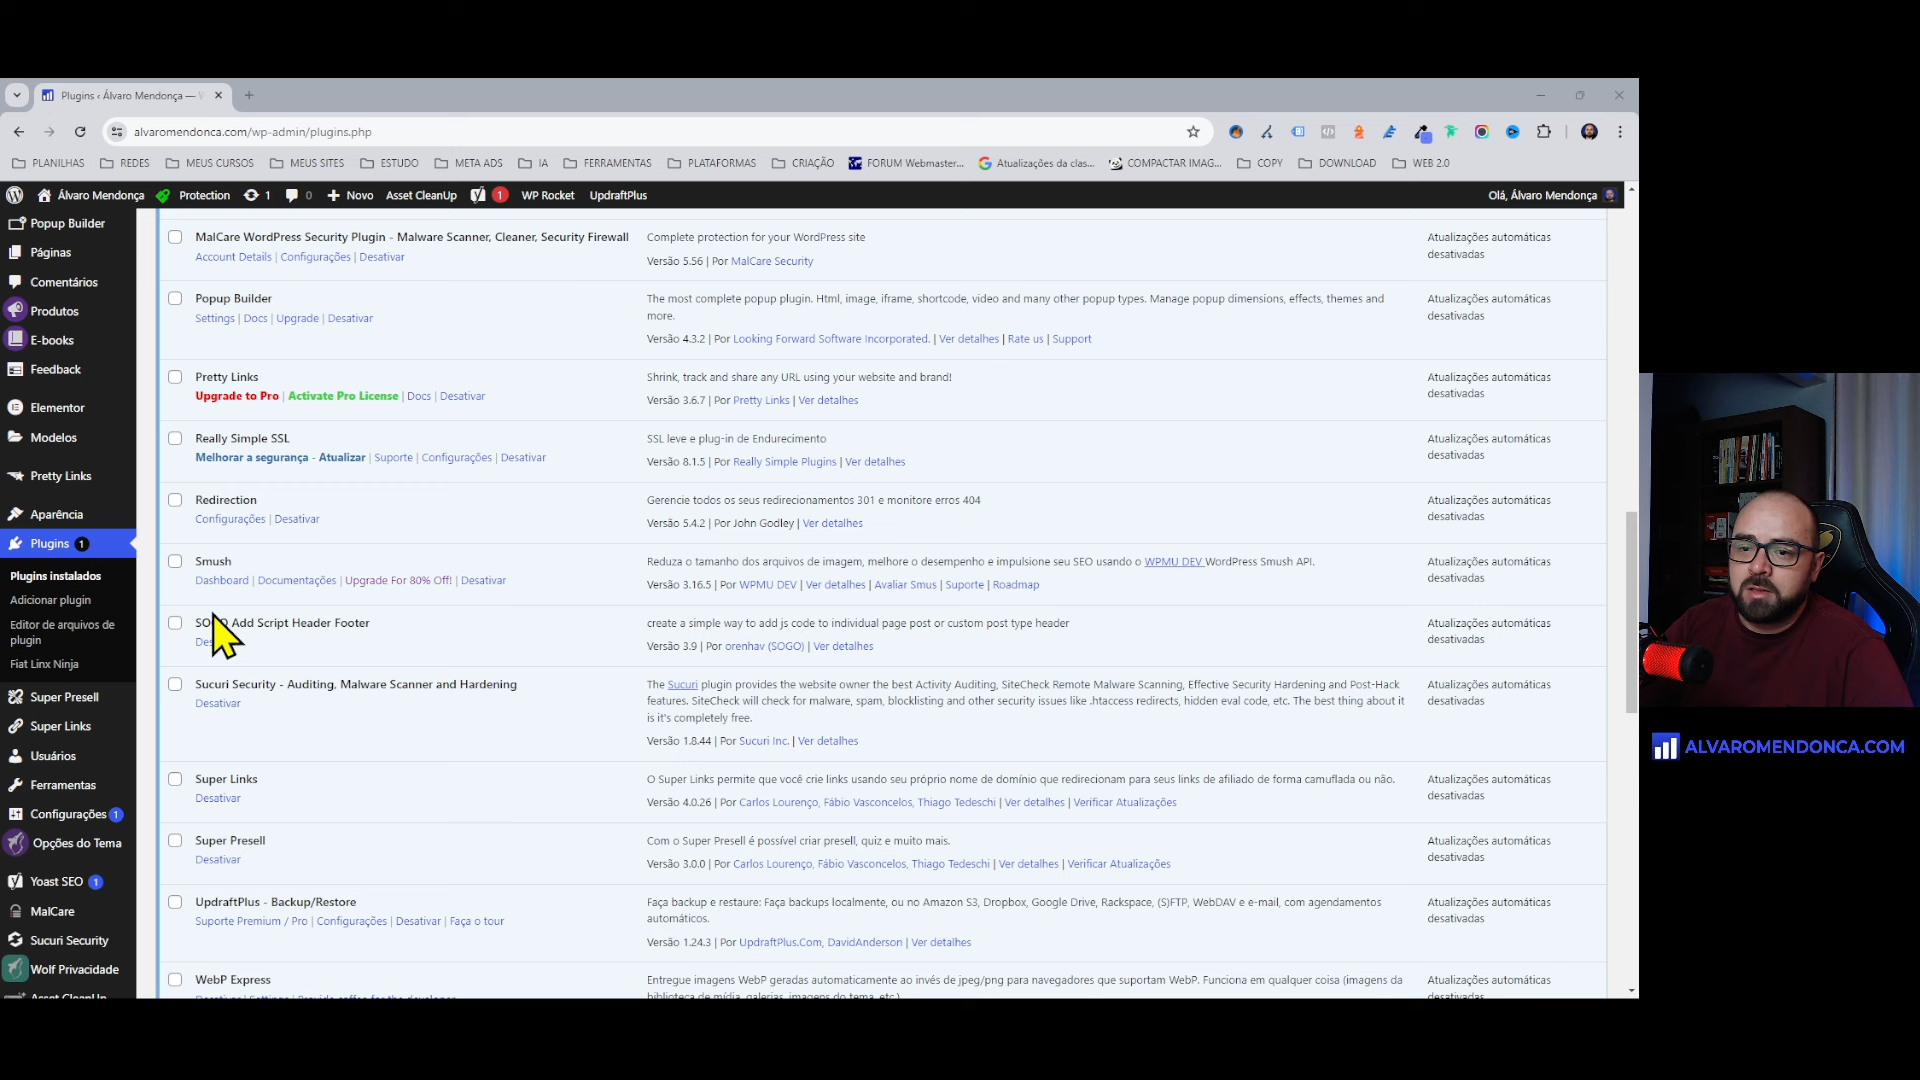 Plugins ‹ Álvaro Mendonça —
alvaromendonca.com/wp-admin/plugins.php
PLANILHAS
REDES
MEUS CURSOS
MEUS SITES
ESTUDO
META ADS
IA
FERRAMENTAS
PLATAFORMAS
CRIAÇÃO
FORUM Webmaster...
Atualizações da clas...
COMPACTAR IMAG...
COPY
DOWNLOAD
WEB 2.0
Álvaro Mendonça
Protection
1
0
Novo
Asset CleanUp
1
WP Rocket
UpdraftPlus
Olá, Álvaro Mendonça
Popup Builder
Páginas
Comentários
Produtos
E-books
Feedback
Elementor
Modelos
Pretty Links
Aparência
Plugins 1
Plugins instalados
Adicionar plugin
Editor de arquivos de
plugin
Fiat Linx Ninja
Super Presell
Super Links
Usuários
Ferramentas
Configurações 1
Opções do Tema
Yoast SEO 1
MalCare
Sucuri Security
Wolf Privacidade
Asset CleanUp
MalCare WordPress Security Plugin - Malware Scanner, Cleaner, Security Firewall
Account Details | Configurações | Desativar
Complete protection for your WordPress site
Versão 5.56 | Por MalCare Security
Atualizações automáticas
desativadas
Popup Builder
Settings | Docs | Upgrade | Desativar
The most complete popup plugin. Html, image, iframe, shortcode, video and many other popup types. Manage popup dimensions, effects, themes and
more.
Versão 4.3.2 | Por Looking Forward Software Incorporated. | Ver detalhes | Rate us | Support
Atualizações automáticas
desativadas
Pretty Links
Upgrade to Pro | Activate Pro License | Docs | Desativar
Shrink, track and share any URL using your website and brand!
Versão 3.6.7 | Por Pretty Links | Ver detalhes
Atualizações automáticas
desativadas
Really Simple SSL
Melhorar a segurança - Atualizar | Suporte | Configurações | Desativar
SSL leve e plug-in de Endurecimento
Versão 8.1.5 | Por Really Simple Plugins | Ver detalhes
Atualizações automáticas
desativadas
Redirection
Configurações | Desativar
Gerencie todos os seus redirecionamentos 301 e monitore erros 404
Versão 5.4.2 | Por John Godley | Ver detalhes
Atualizações automáticas
desativadas
Smush
Dashboard | Documentações | Upgrade For 80% Off! | Desativar
Reduza o tamanho dos arquivos de imagem, melhore o desempenho e impulsione seu SEO usando o WPMU DEV WordPress Smush API.
Versão 3.16.5 | Por WPMU DEV | Ver detalhes | Avaliar Smus | Suporte | Roadmap
Atualizações automáticas
desativadas
SOGO Add Script Header Footer
create a simple way to add js code to individual page post or custom post type header
Versão 3.9 | Por orenhav (SOGO) | Ver detalhes
Atualizações automáticas
desativadas
Sucuri Security - Auditing, Malware Scanner and Hardening
Desativar
The Sucuri plugin provides the website owner the best Activity Auditing, SiteCheck Remote Malware Scanning, Effective Security Hardening and Post-Hack
features. SiteCheck will check for malware, spam, blocklisting and other security issues like .htaccess redirects, hidden eval code, etc. The best thing about it
is it's completely free.
Versão 1.8.44 | Por Sucuri Inc. | Ver detalhes
Atualizações automáticas
desativadas
Super Links
Desativar
O Super Links permite que você crie links usando seu próprio nome de domínio que redirecionam para seus links de afiliado de forma camuflada ou não.
Versão 4.0.26 | Por Carlos Lourenço, Fábio Vasconcelos, Thiago Tedeschi | Ver detalhes | Verificar Atualizações
Atualizações automáticas
desativadas
Super Presell
Desativar
Com o Super Presell é possível criar presell, quiz e muito mais.
Versão 3.0.0 | Por Carlos Lourenço, Fábio Vasconcelos, Thiago Tedeschi | Ver detalhes | Verificar Atualizações
Atualizações automáticas
desativadas
UpdraftPlus - Backup/Restore
Suporte Premium / Pro | Configurações | Desativar | Faça o tour
Faça backup e restaure: Faça backups localmente, ou no Amazon S3, Dropbox, Google Drive, Rackspace, (S)FTP, WebDAV e e-mail, com agendamentos
automáticos.
Versão 1.24.3 | Por UpdraftPlus.Com, DavidAnderson | Ver detalhes
Atualizações automáticas
desativadas
WebP Express
Desativar | Settings | Provide coffee for the developer
Entregue imagens WebP geradas automaticamente ao invés de jpeg/png para navegadores que suportam WebP. Funciona em qualquer coisa (imagens da
biblioteca de mídia, galerias, imagens do tema, etc.)
Atualizações automáticas
desativadas
ALVAROMENDONCA.COM